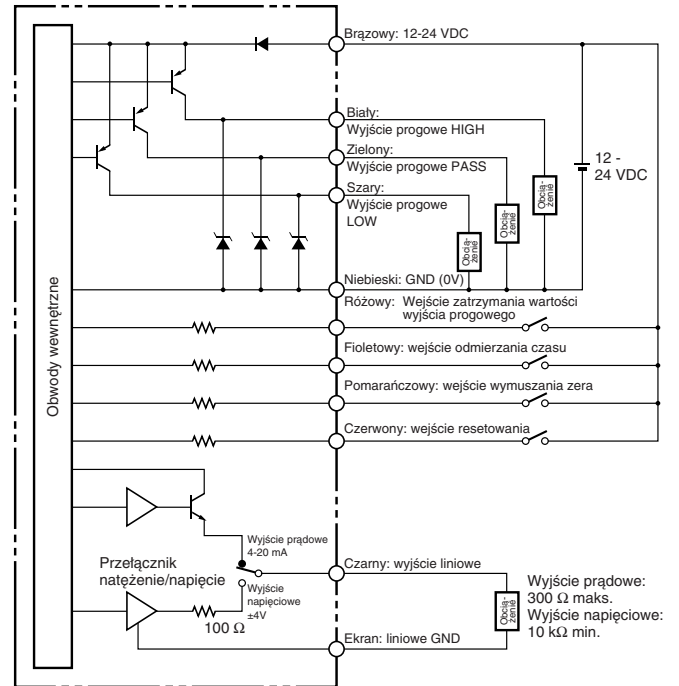 Brązowy: 12-24 VDC
Biały:
Wyjście progowe HIGH
Zielony:
Wyjście progowe PASS
Szary:
Wyjście progowe
LOW
Obcią-
żenie
Obcią-
żenie
Obcią-
żenie
12 -
24 VDC
Niebieski: GND (0V)
Różowy: Wejście zatrzymania wartości
wyjścia progowego
Fioletowy: wejście odmierzania czasu
Pomarańczowy: wejście wymuszania zera
Czerwony: wejście resetowania
Obwody wewnętrzne
Wyjście prądowe
4-20 mA
Przełącznik
natężenie/napięcie
Wyjście
napięciowe
±4V
100 Ω
Czarny: wyjście liniowe
Obcią-
żenie
Wyjście prądowe:
300 Ω maks.
Wyjście napięciowe:
10 kΩ min.
Ekran: liniowe GND